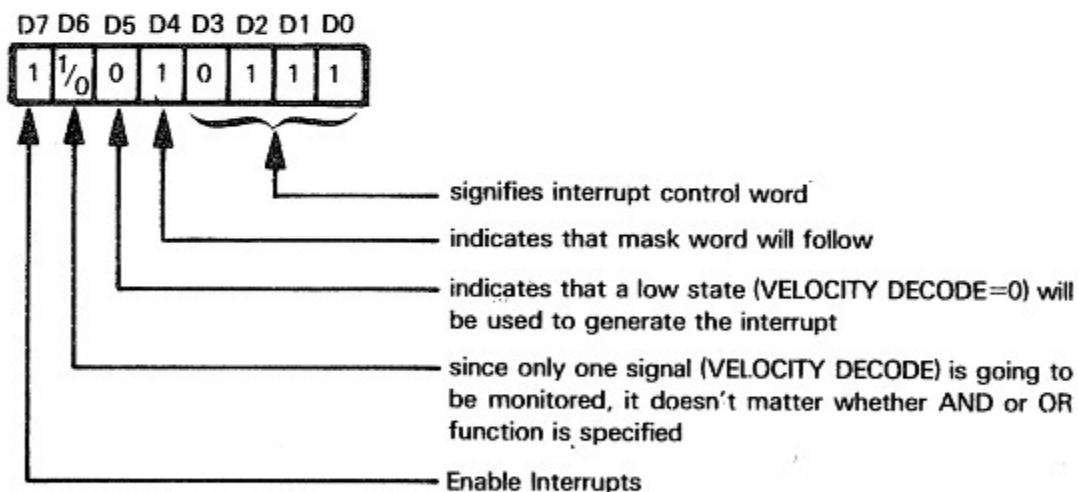 D7 D6 D5 D4 D3 D2 D1 D0
1 1/0 0 1 0 1 1 1
signifies interrupt control word
indicates that mask word will follow
indicates that a low state (VELOCITY DECODE=0) will
be used to generate the interrupt
since only one signal (VELOCITY DECODE) is going to
be monitored, it doesn't matter whether AND or OR
function is specified
Enable Interrupts